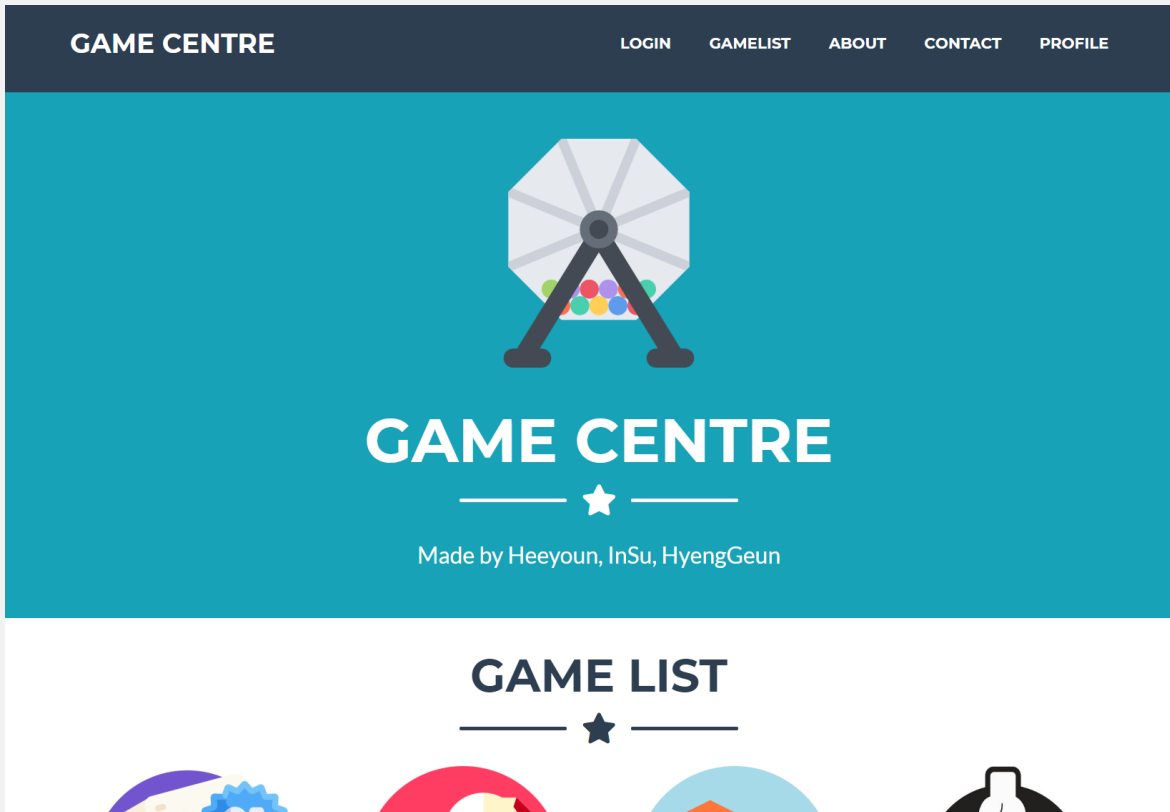 GAME CENTRE
LOGIN GAMELIST ABOUT CONTACT PROFILE
GAME CENTRE
Made by Heeyoun, InSu, HyengGeun
GAME LIST